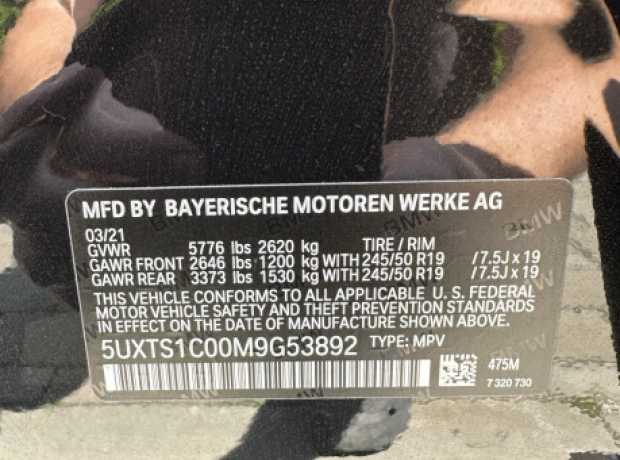 MFD BY BAYERISCHE MOTOREN WERKE AG
03/21
GVWR 5776 lbs 2620 kg TIRE / RIM
GAWR FRONT 2646 lbs 1200 kg WITH 245/50 R19 /7.5J x 19
GAWR REAR 3373 lbs 1530 kg WITH 245/50 R19 /7.5J x 19
THIS VEHICLE CONFORMS TO ALL APPLICABLE U. S. FEDERAL
MOTOR VEHICLE SAFETY AND THEFT PREVENTION STANDARDS
IN EFFECT ON THE DATE OF MANUFACTURE SHOWN ABOVE.
5UXTS1C00M9G53892 TYPE: MPV
475M
7 320 730